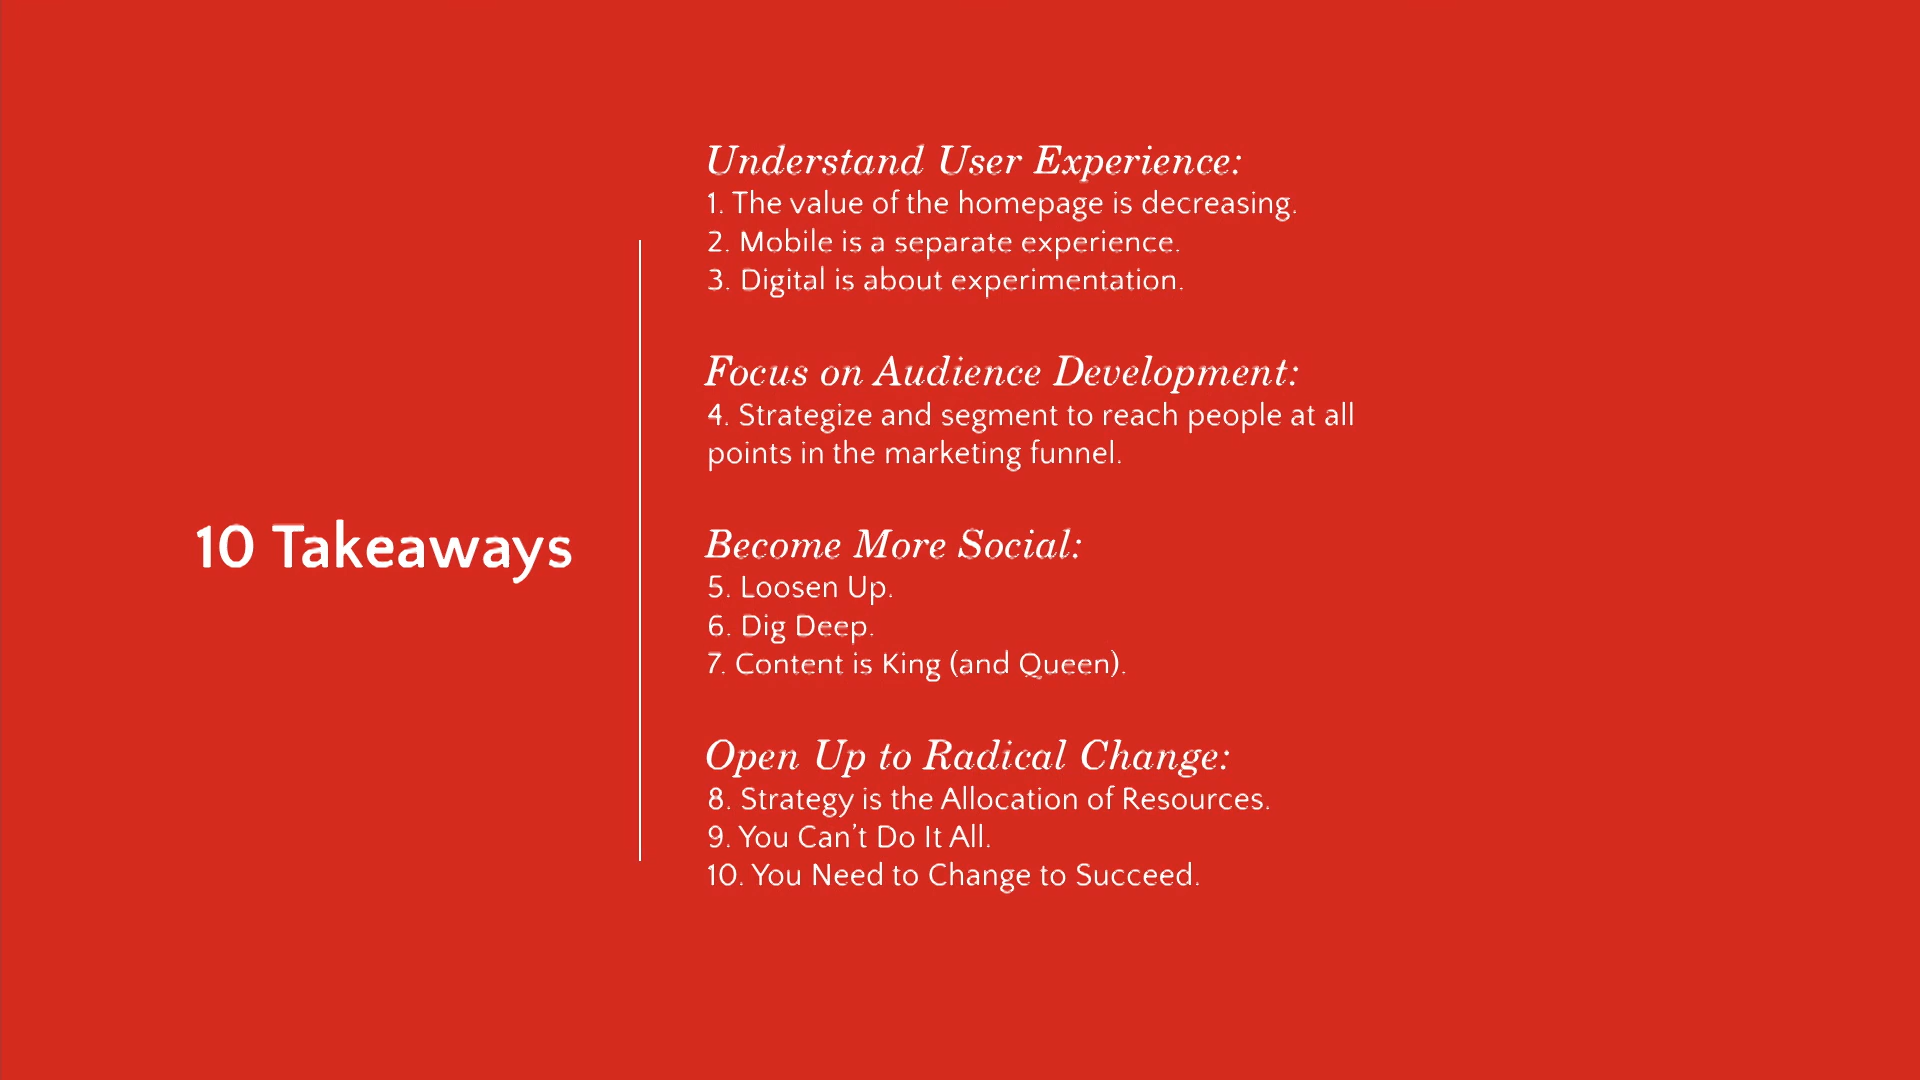 10 Takeaways
Understand User Experience:
1. The value of the homepage is decreasing.
2. Mobile is a separate experience.
3. Digital is about experimentation.
Focus on Audience Development:
4. Strategize and segment to reach people at all
points in the marketing funnel.
Become More Social:
5. Loosen Up.
6. Dig Deep.
7. Content is King (and Queen).
Open Up to Radical Change:
8. Strategy is the Allocation of Resources.
9. You Can’t Do It All.
10. You Need to Change to Succeed.